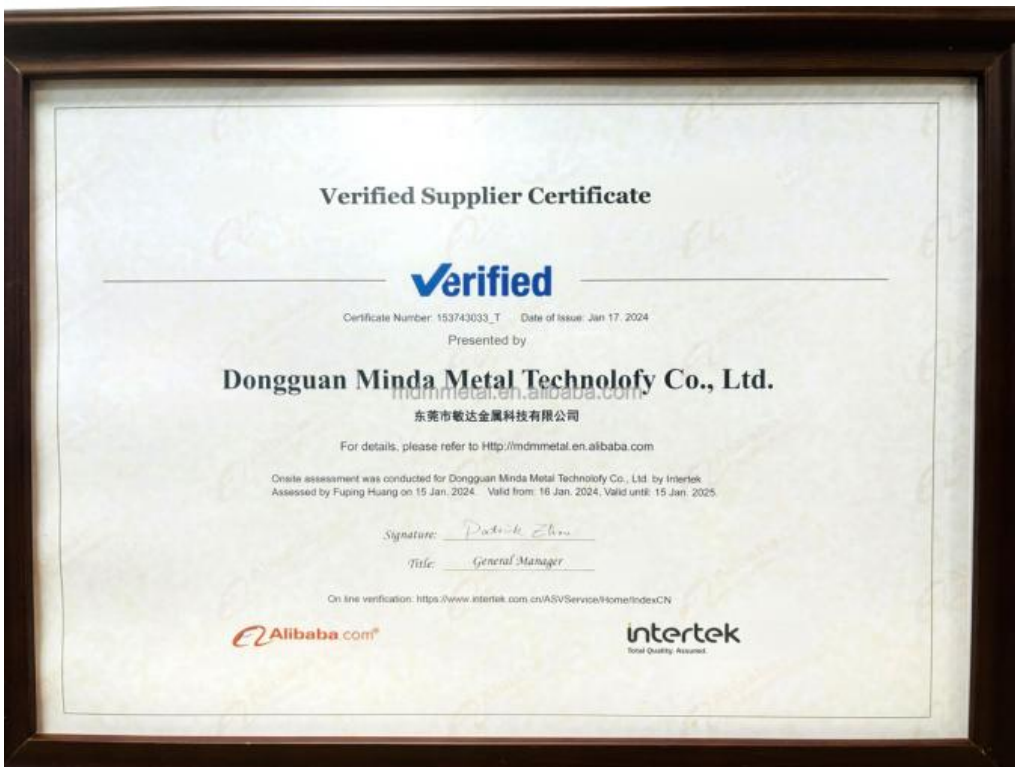 Verified Supplier Certificate
Verified
Certificate Number: 153743033_T Date of Issue: Jan 17. 2024
Presented by
Dongguan Minda Metal Technolofy Co., Ltd.
mdmmetal.en.alibaba.com
东莞市敏达金属科技有限公司
For details, please refer to Http://mdmmetal.en.alibaba.com
Onsite assessment was conducted for Dongguan Minda Metal Technolofy Co., Ltd. by Intertek
Assessed by Fuping Huang on 15 Jan. 2024. Valid from: 16 Jan. 2024, Valid until: 15 Jan. 2025.
Signature: Patrick
Title: General Manager
On line verification: https://www.intertek.com.cn/ASVService/Home/IndexCN
Alibaba.com®
intertek
Total Quality. Assured.